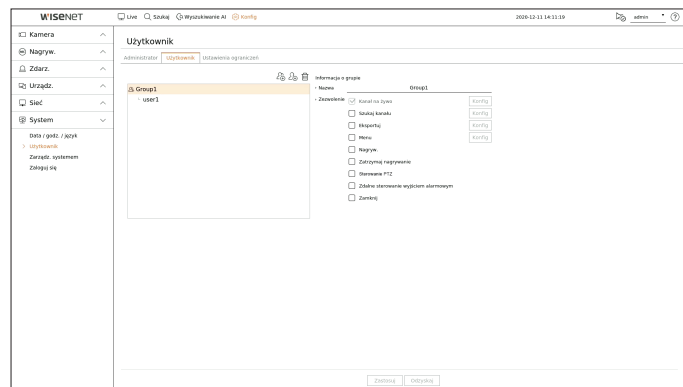 WISENET
Live Szukaj Wyszukiwanie AI Konfig 2020-12-11 14:11:19 admin
Kamera
Nagryw.
Zdarz.
Urządz.
Sieć
System
Data / godz. / język
Użytkownik
Zarządz. systemem
Zaloguj się
Użytkownik
Administrator Użytkownik Ustawienia ograniczeń
Group1
user1
Informacja o grupie
Nazwa Group1
Zezwolenie Kanał na żywo Konfig
Szukaj kanału Konfig
Eksportuj Konfig
Menu Konfig
Nagryw.
Zatrzymaj nagrywanie
Sterowanie PTZ
Zdalne sterowanie wyjściem alarmowym
Zamknij
Zastosuj Odzyskaj